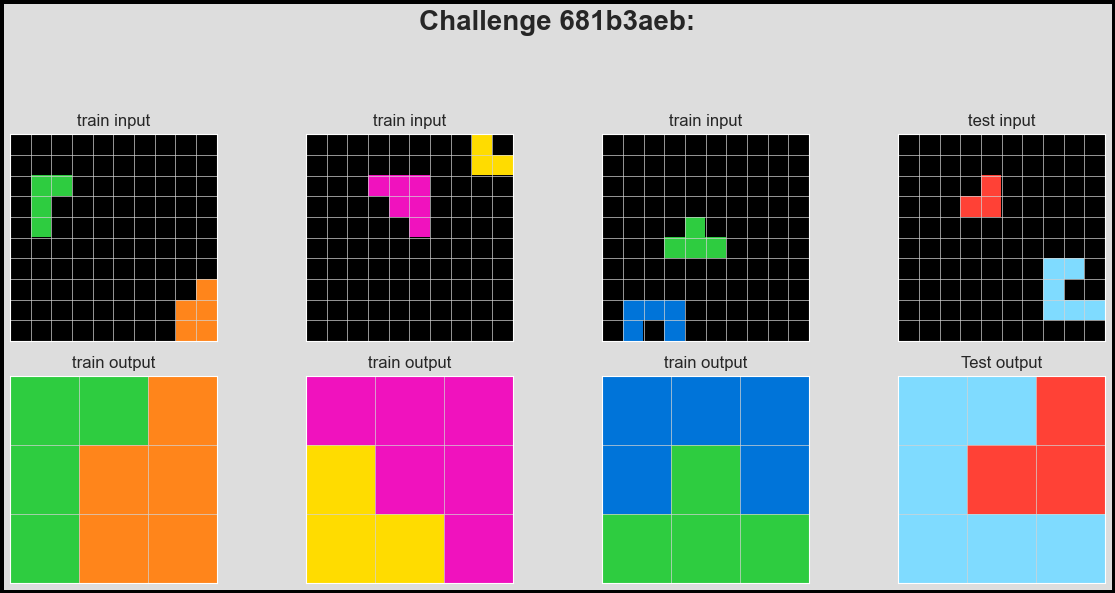 Challenge 681b3aeb:
train input
train input
train input
test input
train output
train output
train output
Test output